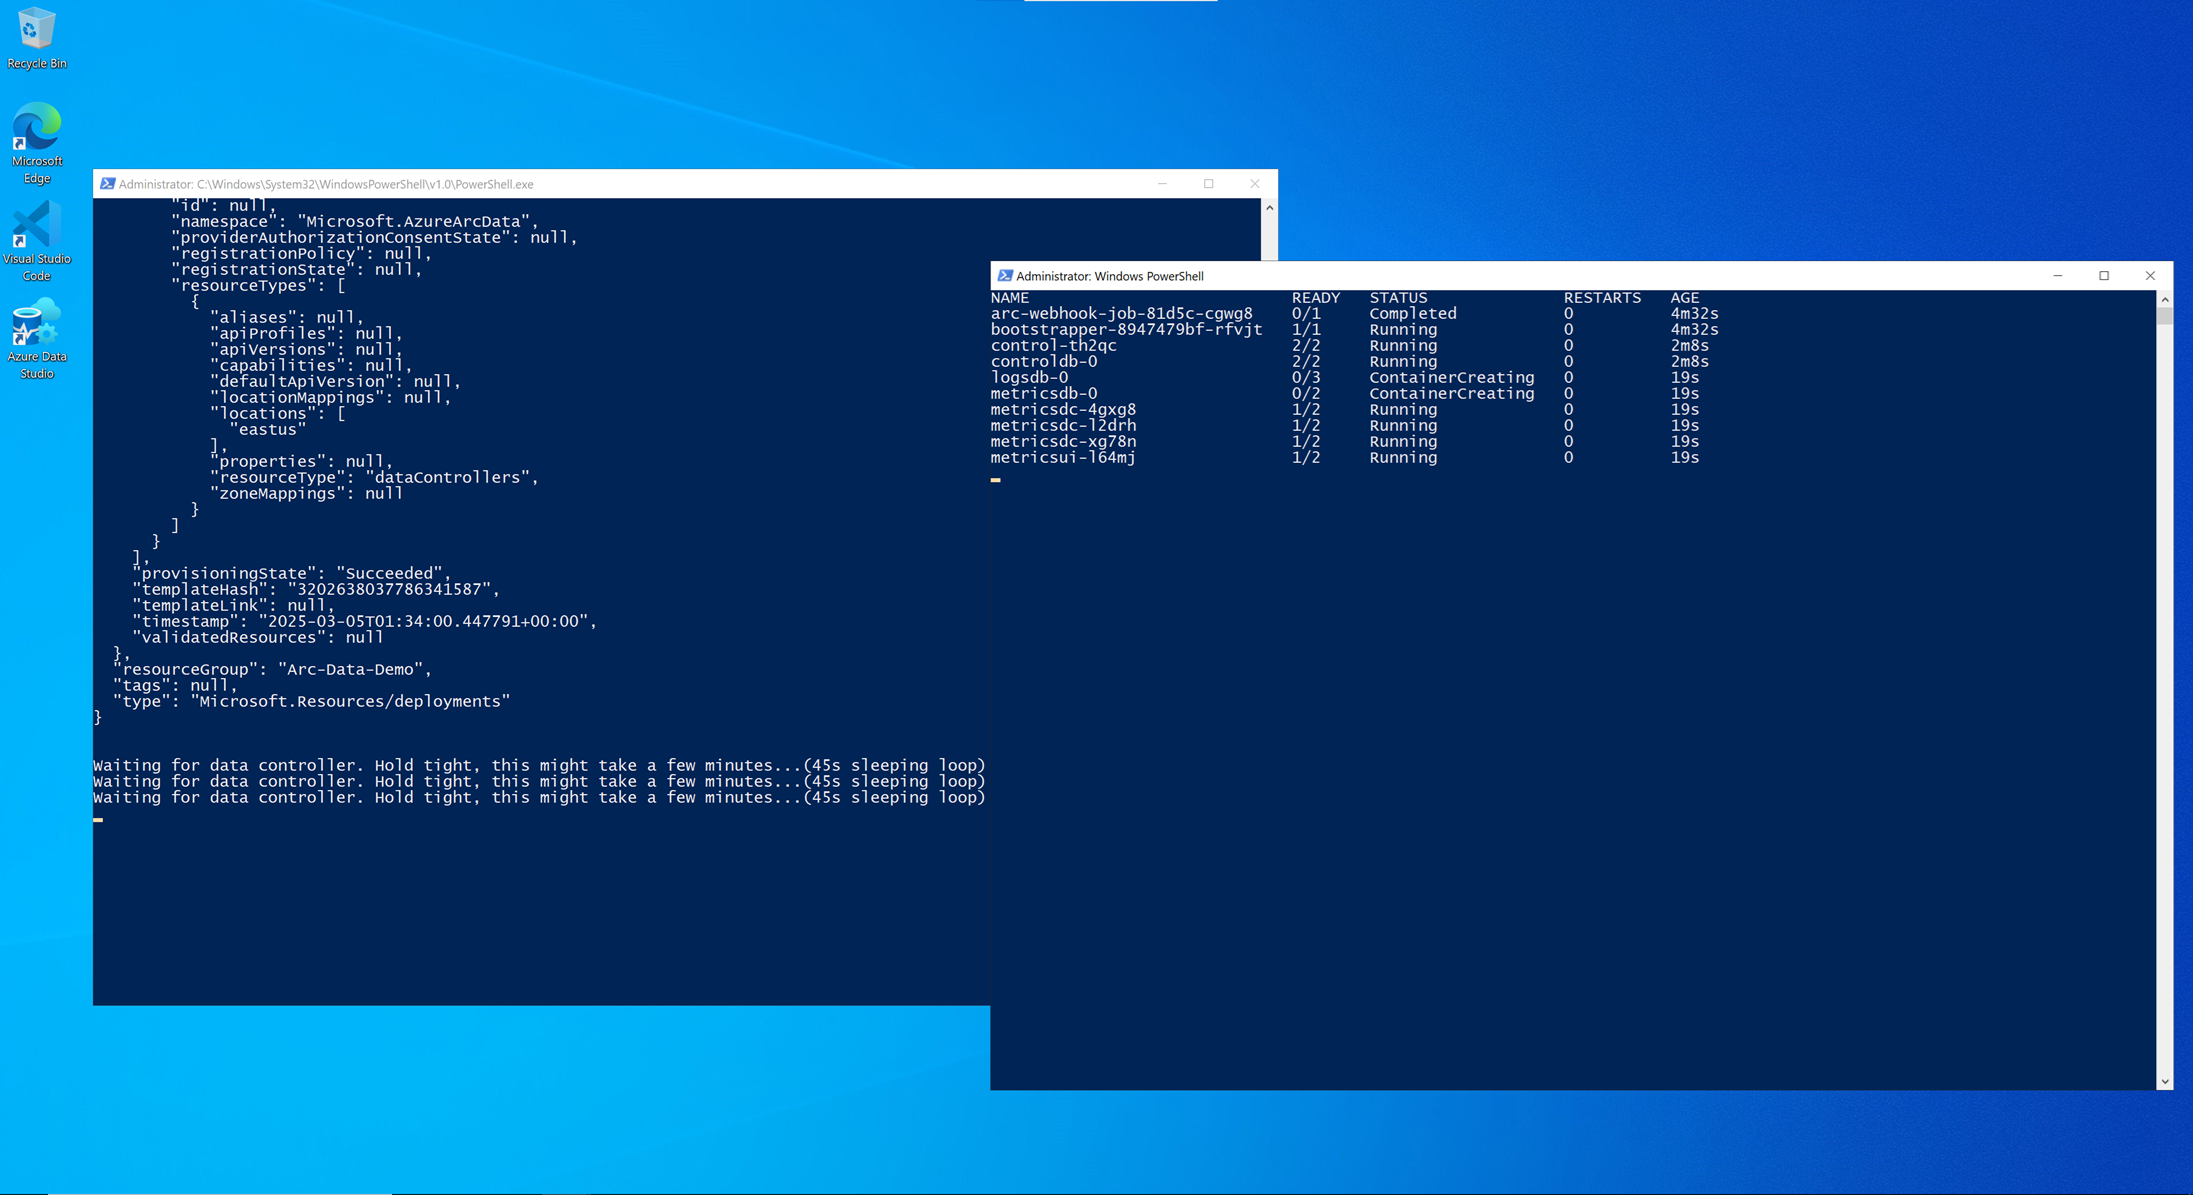 Recycle Bin
Microsoft
Edge
Visual Studio
Code
Azure Data
Studio
Administrator: C:\Windows\System32\WindowsPowerShell\v1.0\PowerShell.exe
"id": null,
"namespace": "Microsoft.AzureArcData",
"providerAuthorizationConsentState": null,
"registrationPolicy": null,
"registrationState": null,
"resourceTypes": [
{
"aliases": null,
"apiProfiles": null,
"apiVersions": null,
"capabilities": null,
"defaultApiVersion": null,
"locationMappings": null,
"locations": [
"eastus"
],
"properties": null,
"resourceType": "dataControllers",
"zoneMappings": null
}
]
}
],
"provisioningState": "Succeeded",
"templateHash": "3202638037786341587",
"templateLink": null,
"timestamp": "2025-03-05T01:34:00.447791+00:00",
"validatedResources": null
},
"resourceGroup": "Arc-Data-Demo",
"tags": null,
"type": "Microsoft.Resources/deployments"
}
Waiting for data controller. Hold tight, this might take a few minutes...(45s sleeping loop)
Waiting for data controller. Hold tight, this might take a few minutes...(45s sleeping loop)
Waiting for data controller. Hold tight, this might take a few minutes...(45s sleeping loop)
Administrator: Windows PowerShell
NAME READY STATUS RESTARTS AGE
arc-webhook-job-81d5c-cgwg8 0/1 Completed 0 4m32s
bootstrapper-8947479bf-rfvjt 1/1 Running 0 4m32s
control-th2qc 2/2 Running 0 2m8s
controldb-0 2/2 Running 0 2m8s
logsdb-0 0/3 ContainerCreating 0 19s
metricsdb-0 0/2 ContainerCreating 0 19s
metricsdc-4gxg8 1/2 Running 0 19s
metricsdc-l2drh 1/2 Running 0 19s
metricsdc-xg78n 1/2 Running 0 19s
metricsui-l64mj 1/2 Running 0 19s